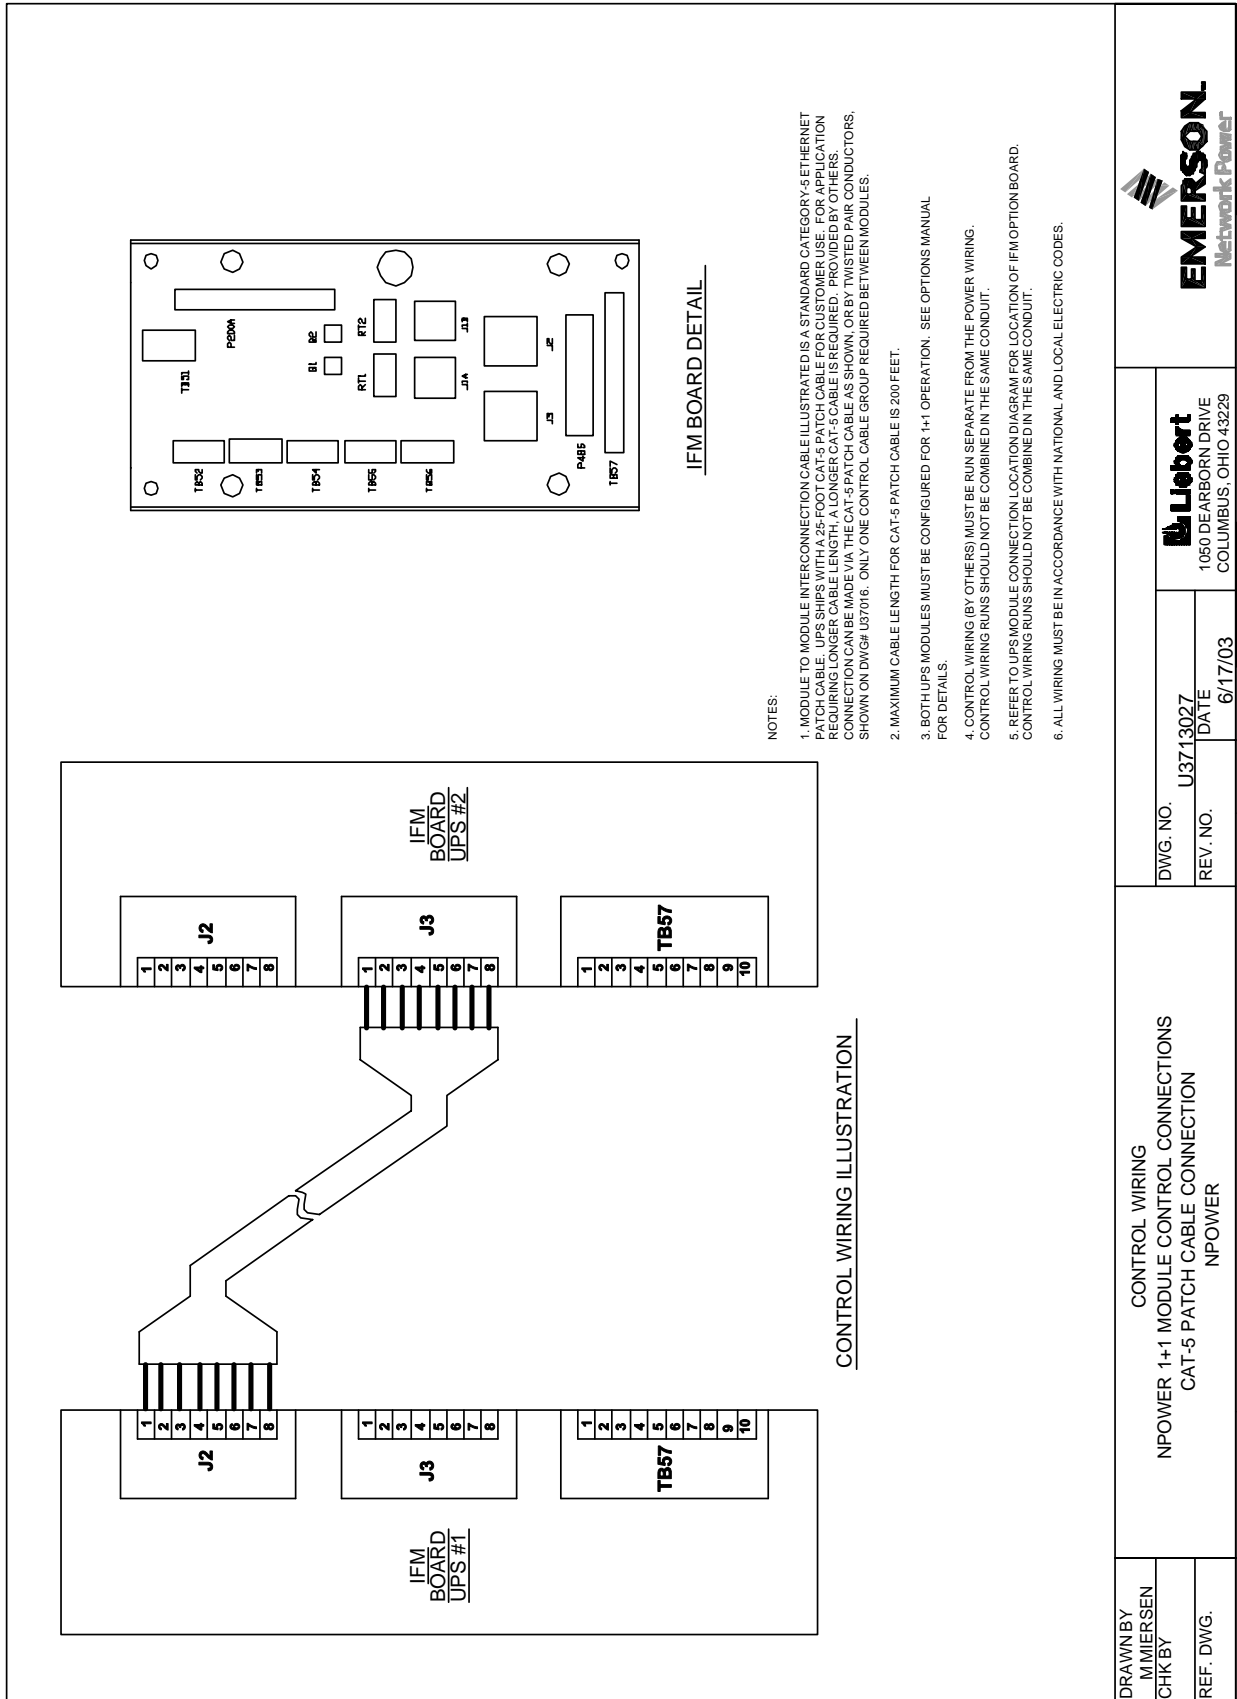 IFM
BOARD
UPS #1
J2
1
2
3
4
5
6
7
8
J3
1
2
3
4
5
6
7
8
TB57
1
2
3
4
5
6
7
8
9
10
IFM
BOARD
UPS #2
J2
1
2
3
4
5
6
7
8
J3
1
2
3
4
5
6
7
8
TB57
1
2
3
4
5
6
7
8
9
10
CONTROL WIRING ILLUSTRATION
TB51
TB52
TB53
TB54
TB55
TB56
P200A
RT1
RT2
J3
J2
P485
TB57
IFM BOARD DETAIL
NOTES:
1. MODULE TO MODULE INTERCONNECTION CABLE ILLUSTRATED IS A STANDARD CATEGORY-5 ETHERNET
PATCH CABLE. UPS SHIPS WITH A 25-FOOT CAT-5 PATCH CABLE FOR CUSTOMER USE. FOR APPLICATION
REQUIRING LONGER CABLE LENGTH, A LONGER CAT-5 CABLE IS REQUIRED. PROVIDED BY OTHERS.
CONNECTION CAN BE MADE VIA THE CAT-5 PATCH CABLE AS SHOWN, OR BY TWISTED PAIR CONDUCTORS,
SHOWN ON DWG# U37016. ONLY ONE CONTROL CABLE GROUP REQUIRED BETWEEN MODULES.
2. MAXIMUM CABLE LENGTH FOR CAT-5 PATCH CABLE IS 200 FEET.
3. BOTH UPS MODULES MUST BE CONFIGURED FOR 1+1 OPERATION. SEE OPTIONS MANUAL
FOR DETAILS.
4. CONTROL WIRING (BY OTHERS) MUST BE RUN SEPARATE FROM THE POWER WIRING.
CONTROL WIRING RUNS SHOULD NOT BE COMBINED IN THE SAME CONDUIT.
5. REFER TO UPS MODULE CONNECTION LOCATION DIAGRAM FOR LOCATION OF IFM OPTION BOARD.
CONTROL WIRING RUNS SHOULD NOT BE COMBINED IN THE SAME CONDUIT.
6. ALL WIRING MUST BE IN ACCORDANCE WITH NATIONAL AND LOCAL ELECTRIC CODES.
DRAWN BY
M MIERSEN
CHK BY
REF. DWG.
CONTROL WIRING
NPOWER 1+1 MODULE CONTROL CONNECTIONS
CAT-5 PATCH CABLE CONNECTION
NPOWER
DWG. NO.
U3713027
REV. NO.
DATE
6/17/03
Liebert
1050 DEARBORN DRIVE
COLUMBUS, OHIO 43229
EMERSON.
Network Power